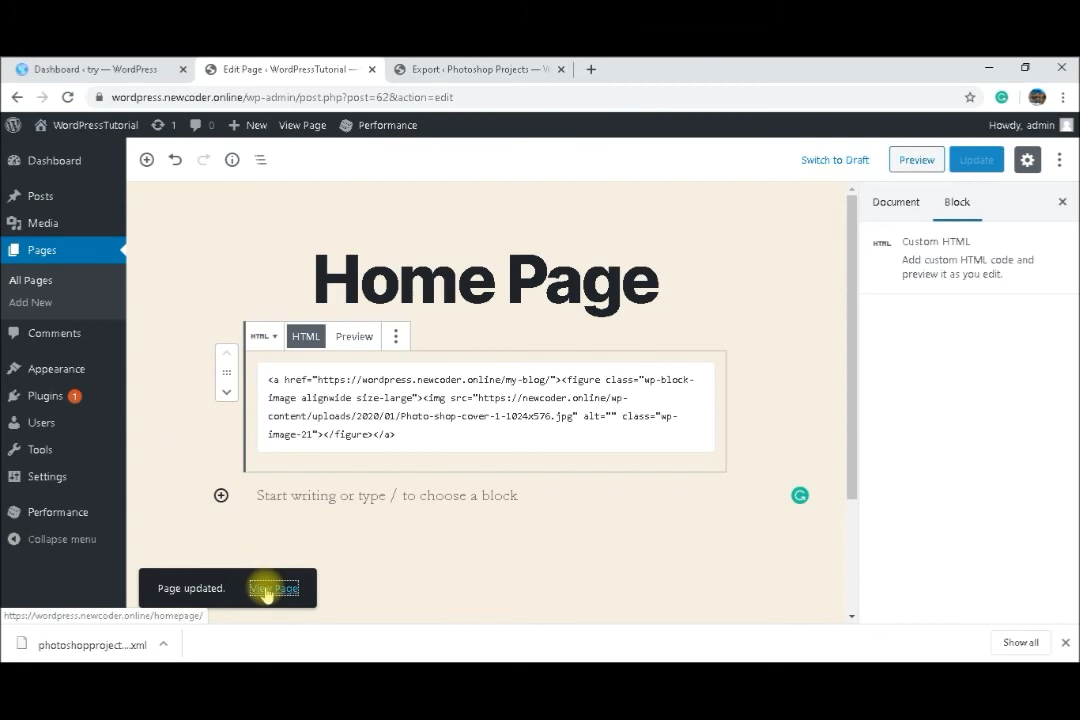 Dashboard ‹ try — WordPress
Edit Page ‹ WordPressTutorial —
Export ‹ Photoshop Projects —
wordpress.newcoder.online/wp-admin/post.php?post=62&action=edit
WordPressTutorial
1
0
New
View Page
Performance
Howdy, admin
Dashboard
Posts
Media
Pages
All Pages
Add New
Comments
Appearance
Plugins 1
Users
Tools
Settings
Performance
Collapse menu
Switch to Draft
Preview
Update
Document
Block
HTML
Custom HTML
Add custom HTML code and
preview it as you edit.
Home Page
HTML
HTML
Preview
<a href="https://wordpress.newcoder.online/my-blog/"><figure class="wp-block-
image alignwide size-large"><img src="https://newcoder.online/wp-
content/uploads/2020/01/Photo-shop-cover-1-1024x576.jpg" alt="" class="wp-
image-21"></figure></a>
Start writing or type / to choose a block
Page updated.
View Page
https://wordpress.newcoder.online/homepage/
photoshopproject....xml
Show all